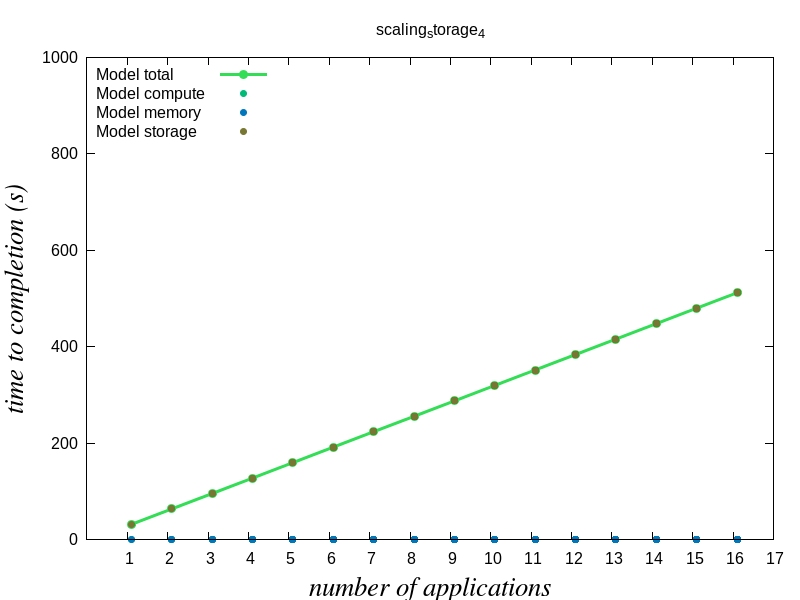 scaling_storage_4
1000
800
600
400
200
0
Model total
Model compute
Model memory
Model storage
time to completion (s)
1 2 3 4 5 6 7 8 9 10 11 12 13 14 15 16 17
number of applications